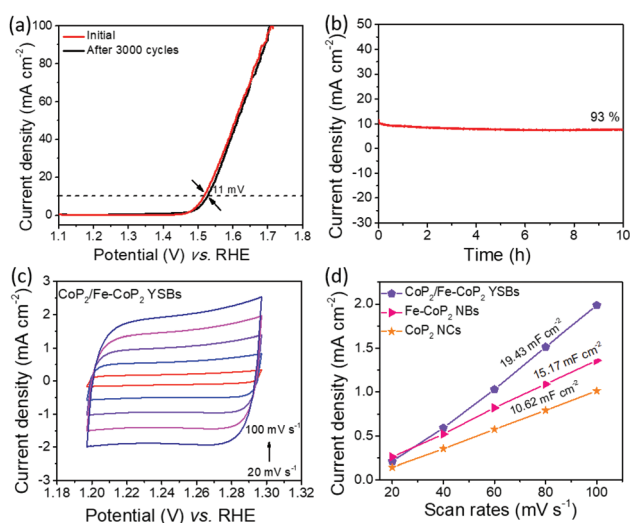 (a)
Initial
After 3000 cycles
11 mV
Current density (mA cm⁻²)
100
80
60
40
20
0
1.1 1.2 1.3 1.4 1.5 1.6 1.7 1.8
Potential (V) vs. RHE
(b)
93 %
Current density (mA cm⁻²)
50
40
30
20
10
0
-10
-20
-30
0 2 4 6 8 10
Time (h)
(c)
CoP₂/Fe-CoP₂ YSBs
100 mV s⁻¹
20 mV s⁻¹
Current density (mA cm⁻²)
4
3
2
1
0
-1
-2
-3
1.18 1.20 1.22 1.24 1.26 1.28 1.30 1.32
Potential (V) vs. RHE
(d)
CoP₂/Fe-CoP₂ YSBs
Fe-CoP₂ NBs
CoP₂ NCs
19.43 mF cm⁻²
15.17 mF cm⁻²
10.62 mF cm⁻²
Current density (mA cm⁻²)
2.0
1.5
1.0
0.5
0.0
20 40 60 80 100
Scan rates (mV s⁻¹)